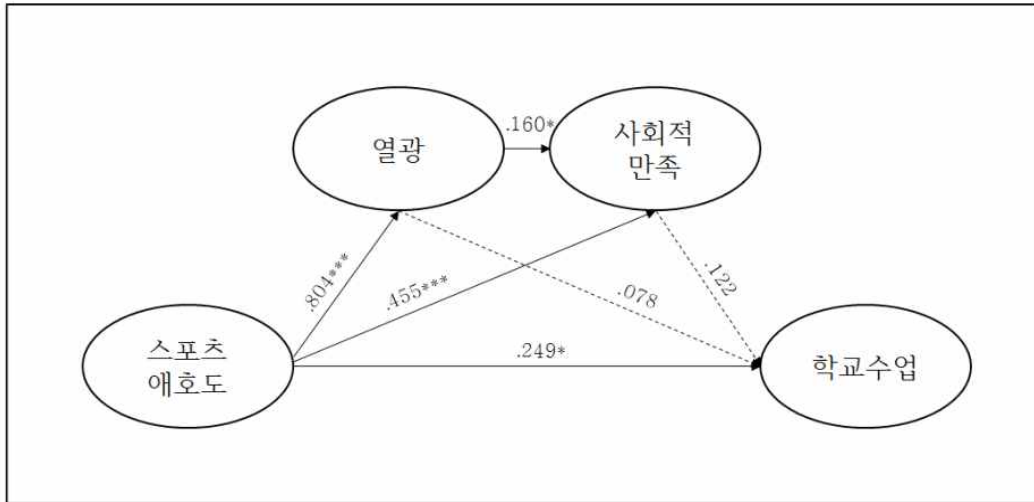 열광
.160*
사회적
만족
.804***
.455***
.078
.122
스포츠
애호도
.249*
학교수업